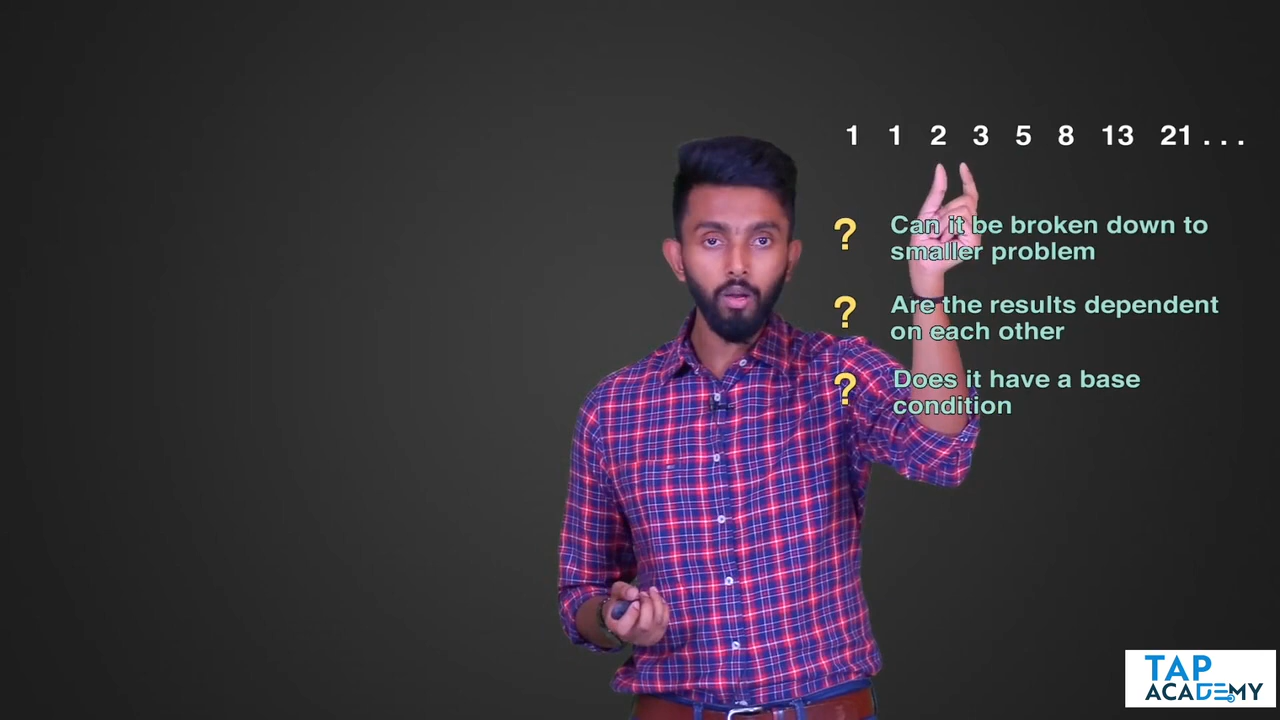 1 1 2 3 5 8 13 21 . . .
? Can it be broken down to
smaller problem
? Are the results dependent
on each other
? Does it have a base
condition
TAP
ACADEMY